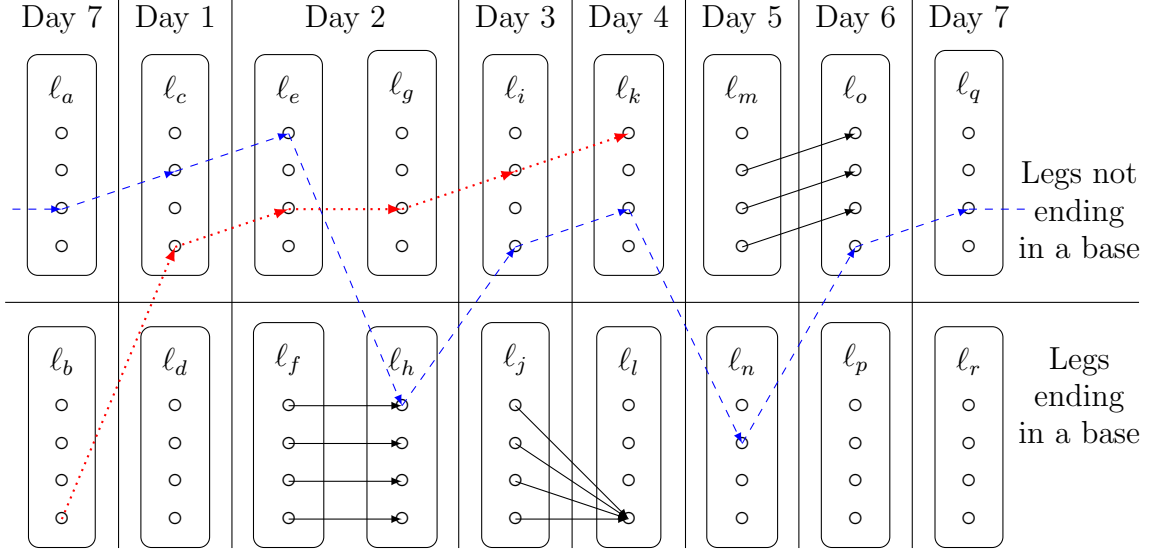 Day 7 Day 1 Day 2 Day 3 Day 4 Day 5 Day 6 Day 7
ℓa ℓc ℓe ℓg ℓi ℓk ℓm ℓo ℓq
Legs not
ending
in a base
ℓb ℓd ℓf ℓh ℓj ℓl ℓn ℓp ℓr
Legs
ending
in a base